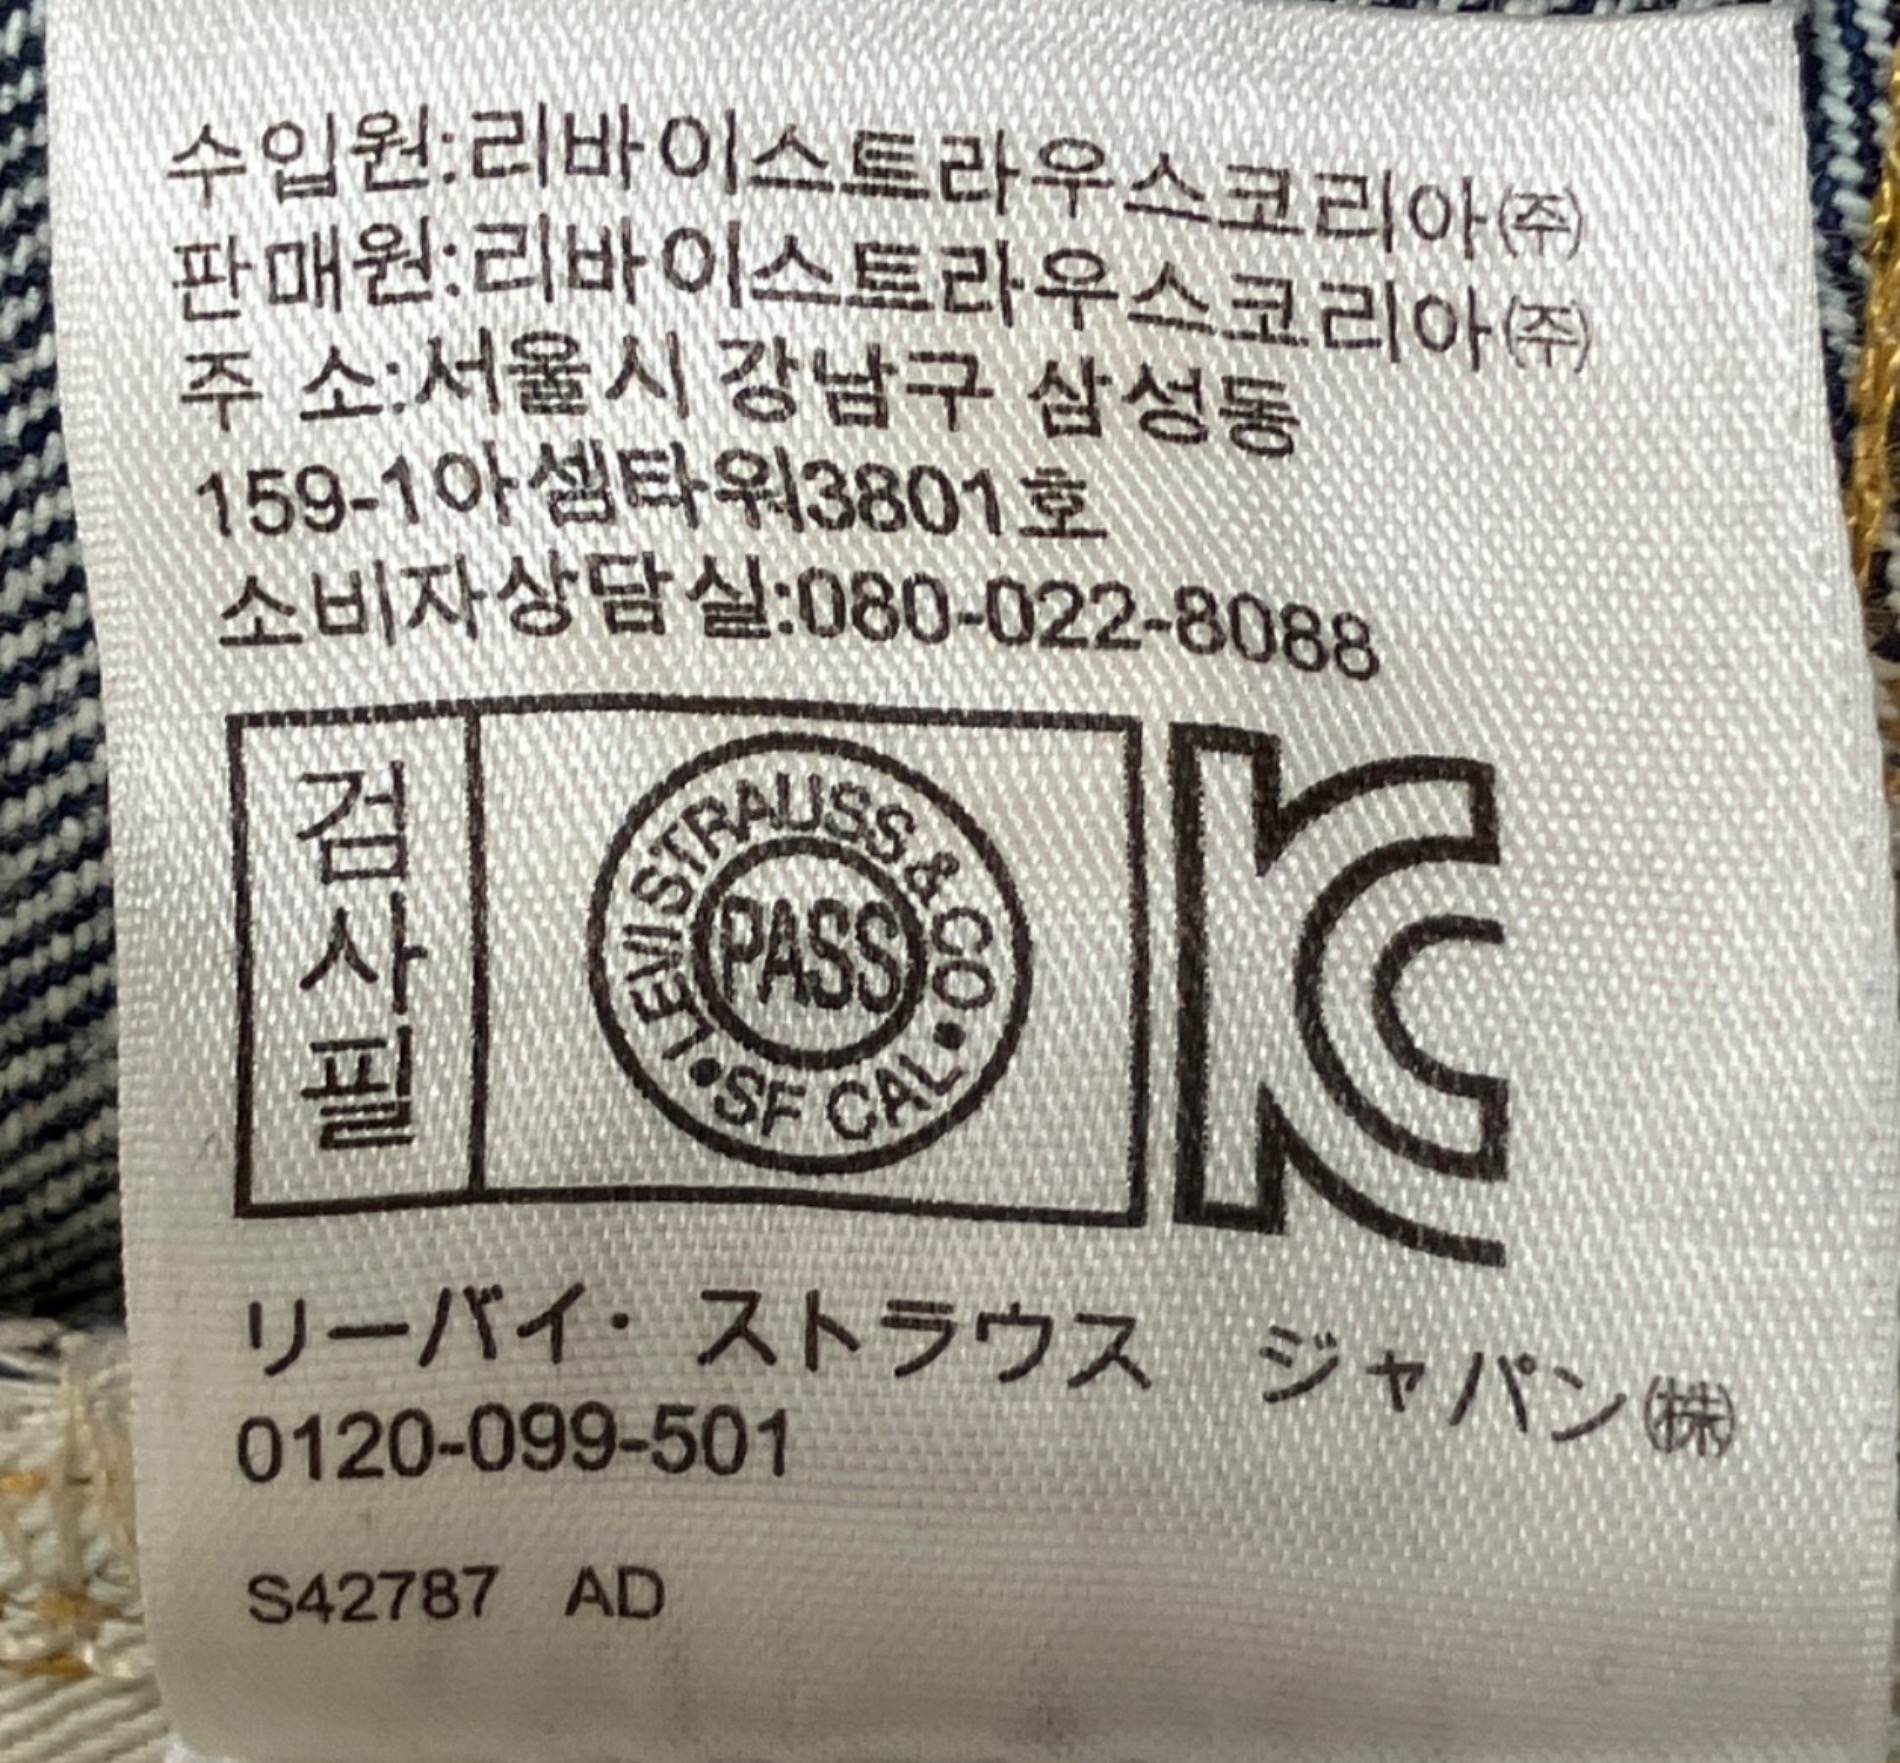 수입원:리바이스트라우스코리아㈜
판매원:리바이스트라우스코리아㈜
주 소:서울시 강남구 삼성동
159-1아셈타워3801호
소비자상담실:080-022-8088
검사필
LEVI STRAUSS & CO • SF CAL •
PASS
KC
リーバイ・ストラウス ジャパン㈱
0120-099-501
S42787 AD